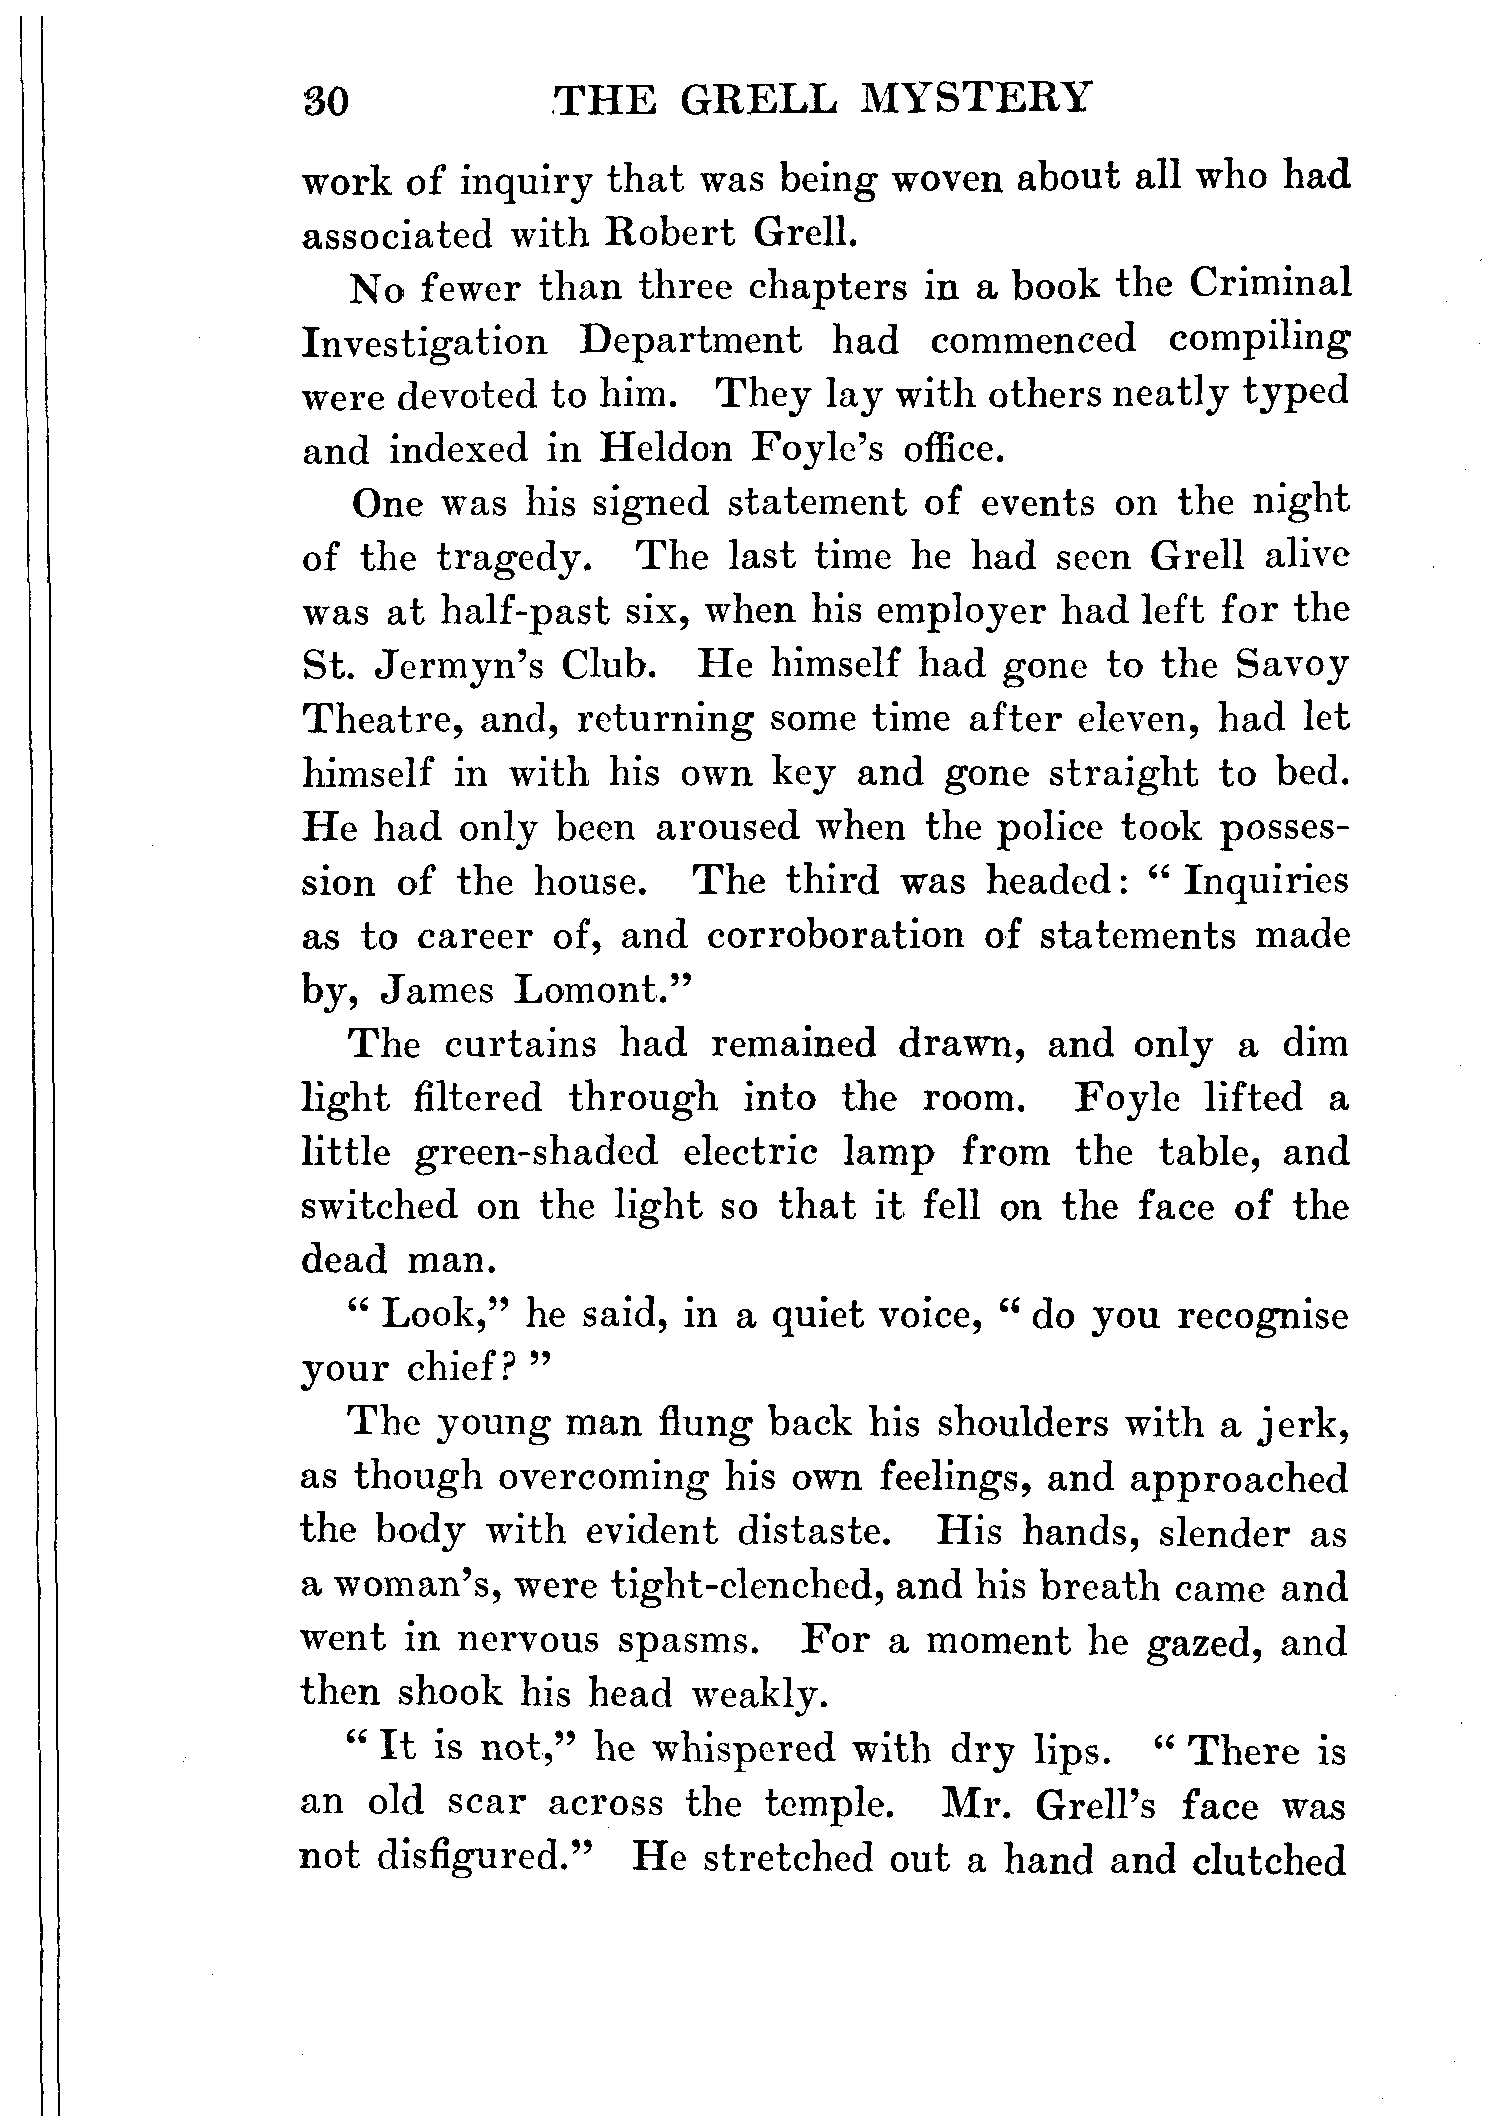 30 THE GRELL MYSTERY
work of inquiry that was being woven about all who had
associated with Robert Grell.
No fewer than three chapters in a book the Criminal
Investigation Department had commenced compiling
were devoted to him. They lay with others neatly typed
and indexed in Heldon Foyle’s office.
One was his signed statement of events on the night
of the tragedy. The last time he had seen Grell alive
was at half-past six, when his employer had left for the
St. Jermyn’s Club. He himself had gone to the Savoy
Theatre, and, returning some time after eleven, had let
himself in with his own key and gone straight to bed.
He had only been aroused when the police took posses-
sion of the house. The third was headed: “ Inquiries
as to career of, and corroboration of statements made
by, James Lomont.”
The curtains had remained drawn, and only a dim
light filtered through into the room. Foyle lifted a
little green-shaded electric lamp from the table, and
switched on the light so that it fell on the face of the
dead man.
“ Look,” he said, in a quiet voice, “ do you recognise
your chief? ”
The young man flung back his shoulders with a jerk,
as though overcoming his own feelings, and approached
the body with evident distaste. His hands, slender as
a woman’s, were tight-clenched, and his breath came and
went in nervous spasms. For a moment he gazed, and
then shook his head weakly.
“ It is not,” he whispered with dry lips. “ There is
an old scar across the temple. Mr. Grell’s face was
not disfigured.” He stretched out a hand and clutched